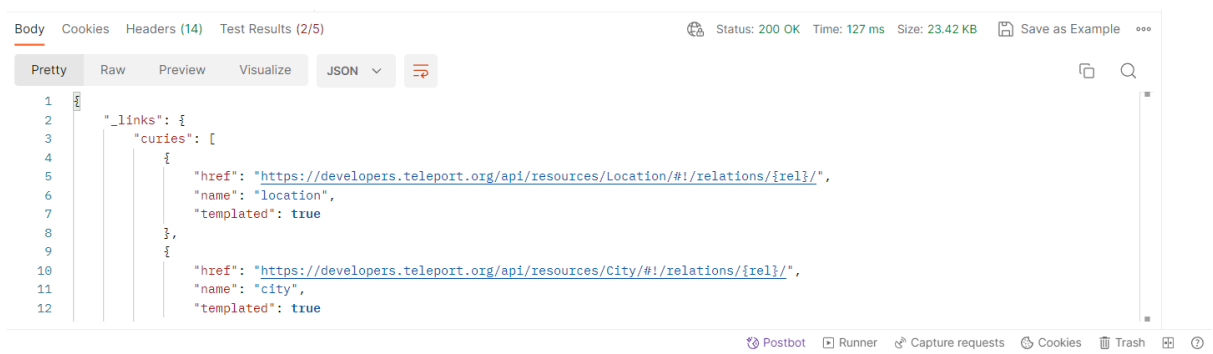 Body Cookies Headers (14) Test Results (2/5) Status: 200 OK Time: 127 ms Size: 23.42 KB Save as Example
Pretty Raw Preview Visualize JSON
1 {
2 "_links": {
3 "curies": [
4 {
5 "href": "https://developers.teleport.org/api/resources/Location/#!/relations/{rel}/",
6 "name": "location",
7 "templated": true
8 },
9 {
10 "href": "https://developers.teleport.org/api/resources/City/#!/relations/{rel}/",
11 "name": "city",
12 "templated": true
Postbot Runner Capture requests Cookies Trash